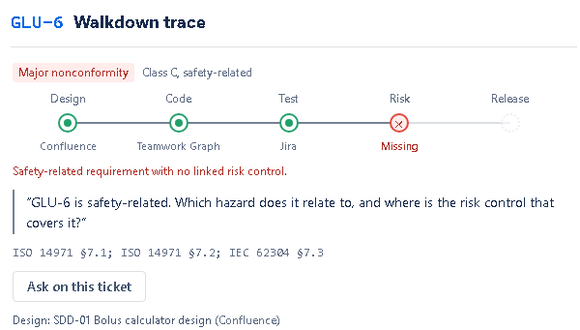 GLU-6 Walkdown trace
Major nonconformity Class C, safety-related
Design Code Test Risk Release
Confluence Teamwork Graph Jira Missing
Safety-related requirement with no linked risk control.
"GLU-6 is safety-related. Which hazard does it relate to, and where is the risk control that
covers it?"
ISO 14971 §7.1; ISO 14971 §7.2; IEC 62304 §7.3
Ask on this ticket
Design: SDD-01 Bolus calculator design (Confluence)